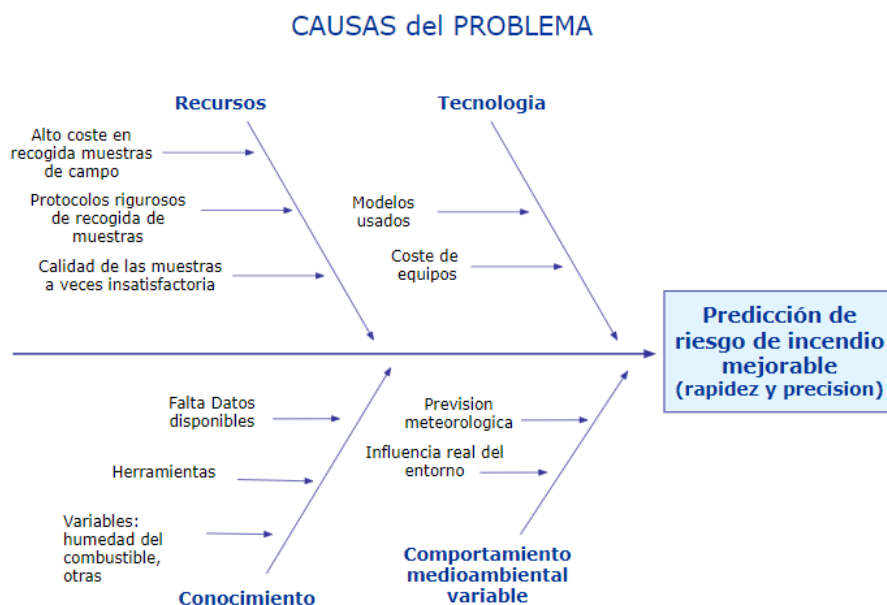 CAUSAS del PROBLEMA
Recursos
Alto coste en
recogida muestras
de campo
Protocolos rigurosos
de recogida de
muestras
Calidad de las muestras
a veces insatisfactoria
Tecnologia
Modelos
usados
Coste de
equipos
Predicción de
riesgo de incendio
mejorable
(rapidez y precision)
Falta Datos
disponibles
Herramientas
Variables:
humedad del
combustible,
otras
Conocimiento
Prevision
meteorologica
Influencia real del
entorno
Comportamiento
medioambiental
variable